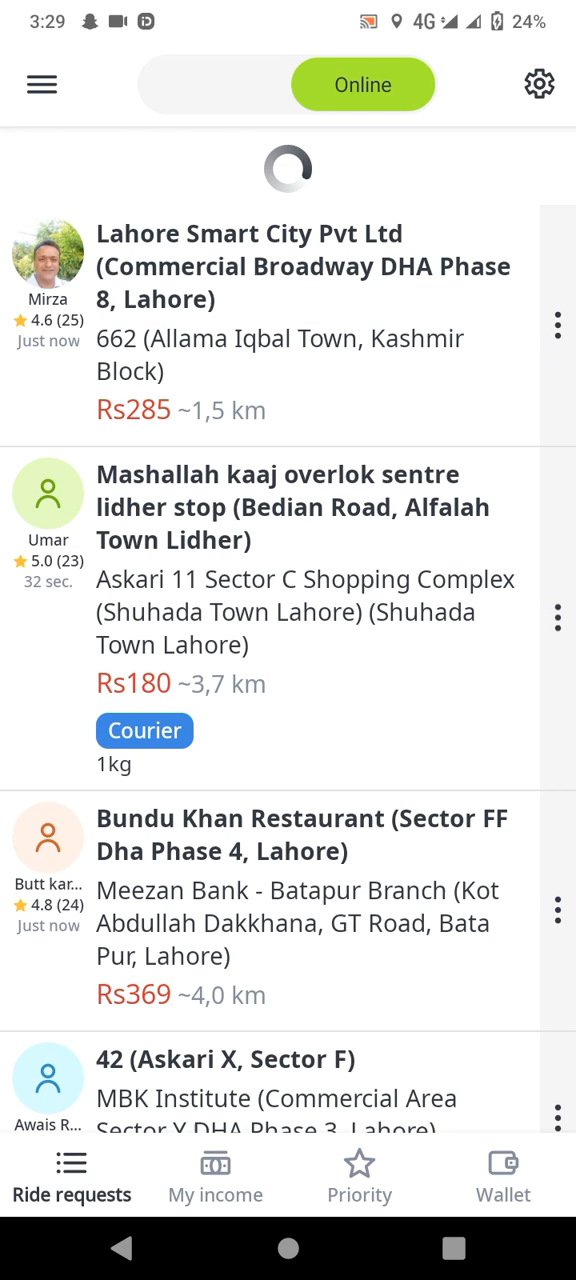 3:29 4G 24%
Online
Lahore Smart City Pvt Ltd
(Commercial Broadway DHA Phase
8, Lahore)
Mirza
4.6 (25)
Just now
662 (Allama Iqbal Town, Kashmir
Block)
Rs285 ~1,5 km
Mashallah kaaj overlok sentre
lidher stop (Bedian Road, Alfalah
Town Lidher)
Umar
5.0 (23)
32 sec.
Askari 11 Sector C Shopping Complex
(Shuhada Town Lahore) (Shuhada
Town Lahore)
Rs180 ~3,7 km
Courier
1kg
Bundu Khan Restaurant (Sector FF
Dha Phase 4, Lahore)
Butt kar...
4.8 (24)
Just now
Meezan Bank - Batapur Branch (Kot
Abdullah Dakkhana, GT Road, Bata
Pur, Lahore)
Rs369 ~4,0 km
42 (Askari X, Sector F)
Awais R...
MBK Institute (Commercial Area
Sector Y DHA Phase 3, Lahore)
Ride requests My income Priority Wallet